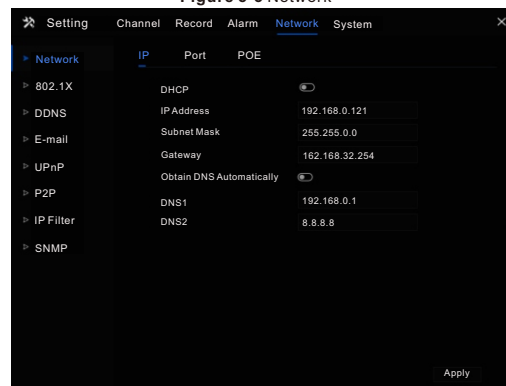 Figure 3-3 Network
Setting Channel Record Alarm Network System
Network
802.1X
DDNS
E-mail
UPnP
P2P
IP Filter
SNMP
IP Port POE
DHCP
IP Address 192.168.0.121
Subnet Mask 255.255.0.0
Gateway 162.168.32.254
Obtain DNS Automatically
DNS1 192.168.0.1
DNS2 8.8.8.8
Apply